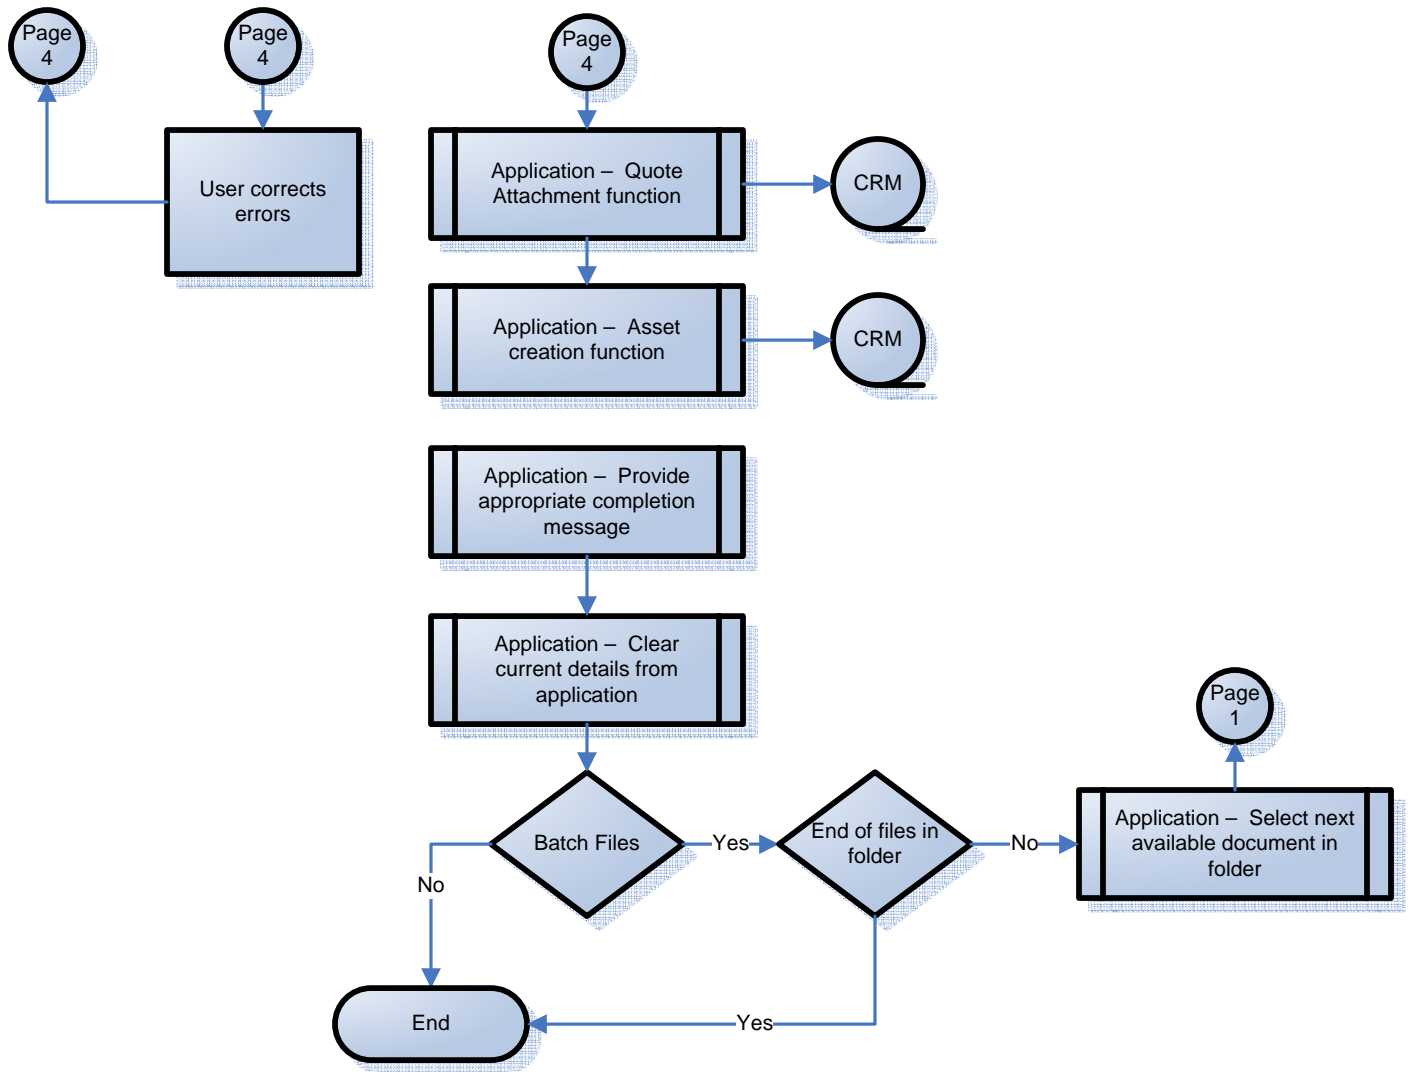 Page
4
Page
4
Page
4
User corrects
errors
Application –  Quote
Attachment function
CRM
Application –  Asset
creation function
CRM
Application –  Provide
appropriate completion
message
Application –  Clear
current details from
application
Page
1
Batch Files
Yes
End of files in
folder
No
Application –  Select next
available document in
folder
No
End
Yes